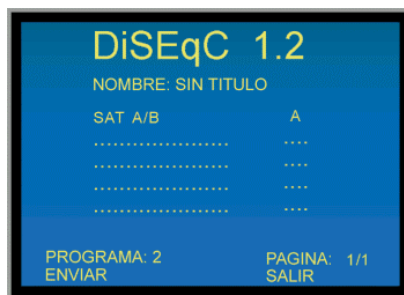 DiSEqC 1.2
NOMBRE: SIN TITULO
SAT A/B A
..................... ....
..................... ....
..................... ....
..................... ....
PROGRAMA: 2 PAGINA: 1/1
ENVIAR SALIR